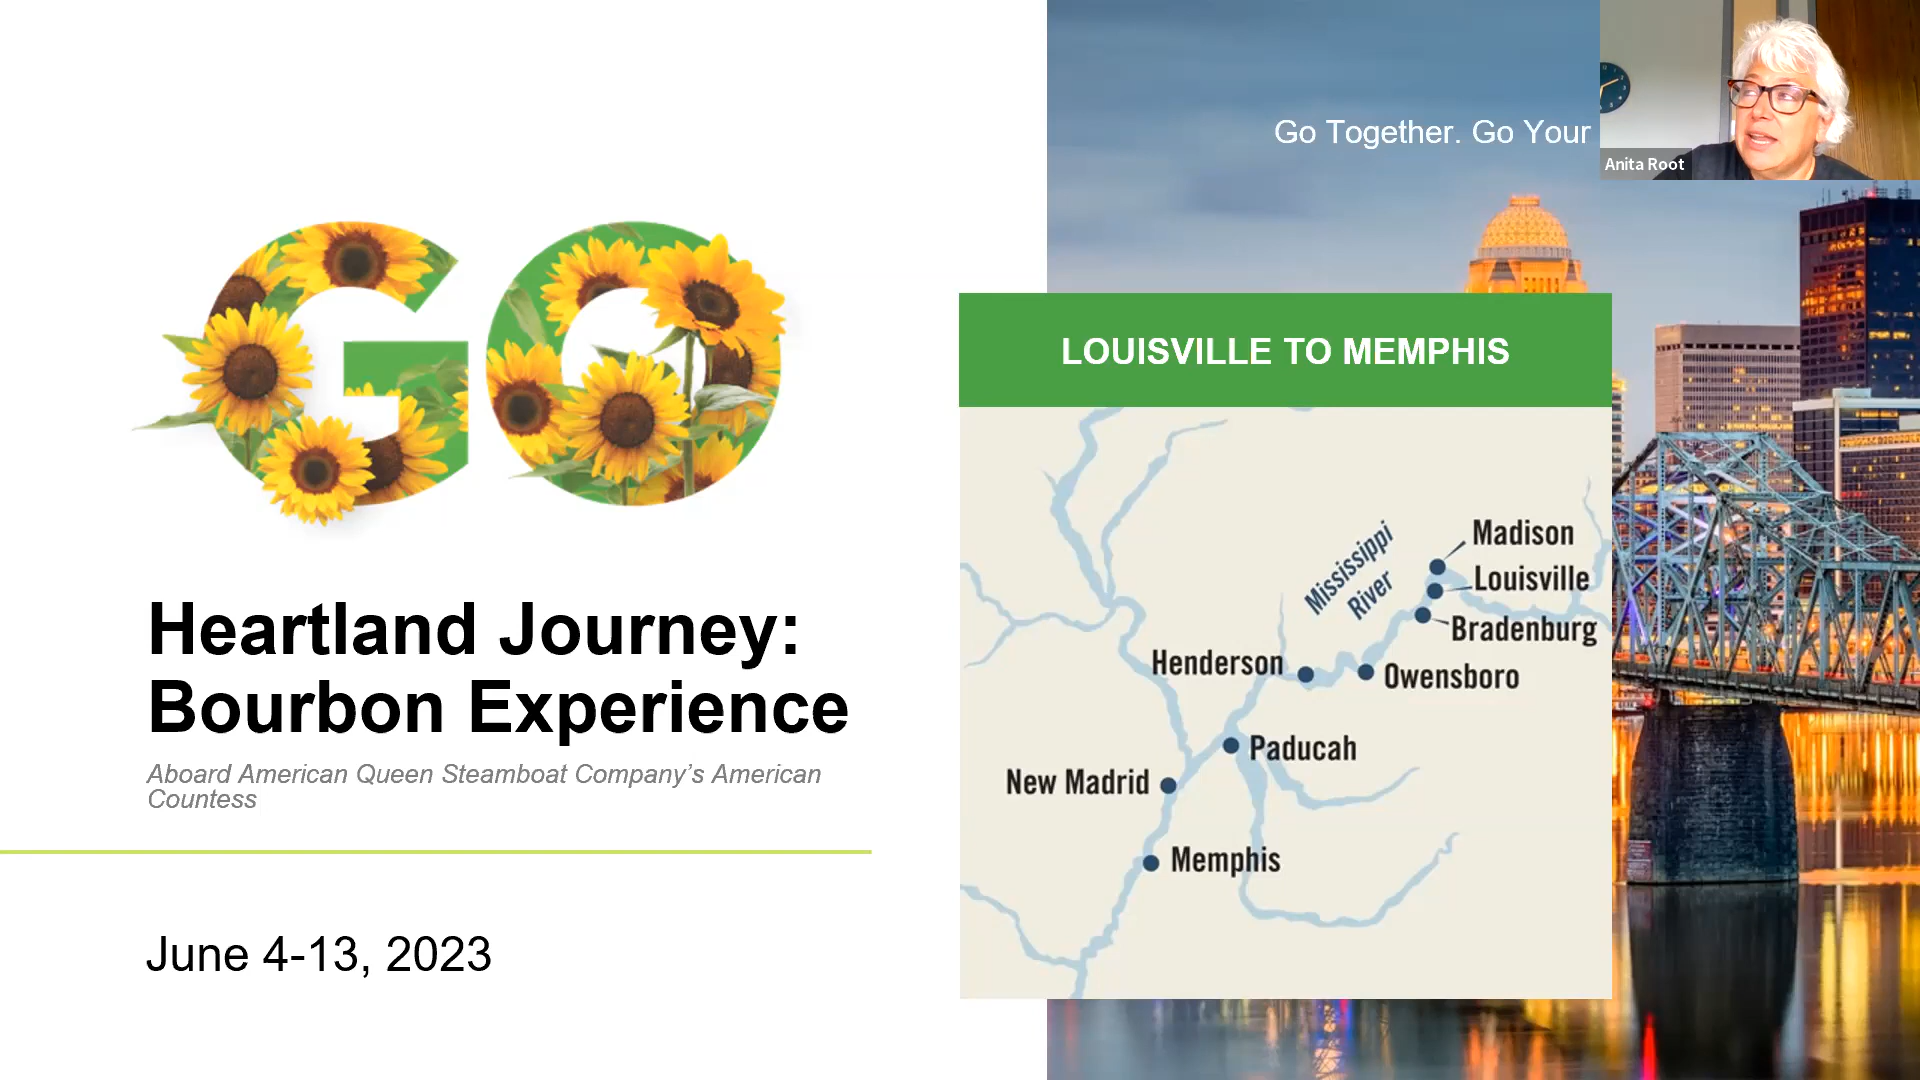 GO
Heartland Journey:
Bourbon Experience
Aboard American Queen Steamboat Company’s American
Countess
June 4-13, 2023
Go Together. Go Your
Anita Root
LOUISVILLE TO MEMPHIS
Mississippi
River
Madison
Louisville
Bradenburg
Henderson
Owensboro
Paducah
New Madrid
Memphis